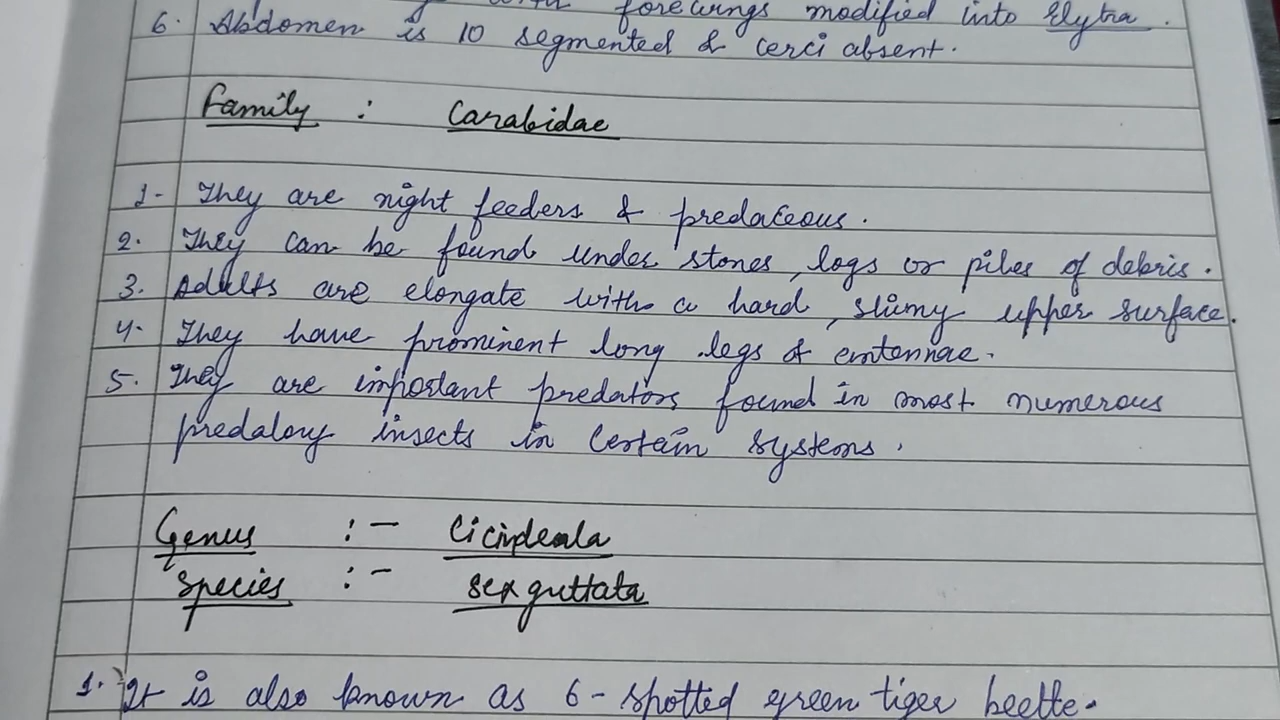 forewings modified into Elytra.
6. Abdomen is 10 segmented & cerci absent.
Family : Carabidae
1- They are night feeders & predaceous.
2. They can be found under stones, logs or piles of debris.
3. Adults are elongate with a hard, slimy upper surface.
4- They have prominent long legs & entennae.
5. They are important predators found in most numerous
predatory insects in certain systems.
Genus :- Cicindeala
Species :- sexguttata
1. It is also known as 6-spotted green tiger beetle.